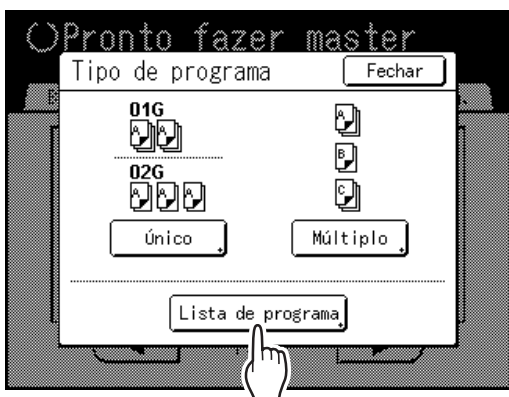 Pronto fazer master
Tipo de programa
Fechar
01G
A A
02G
A A A
A
B
C
Único
Múltiplo
Lista de programa